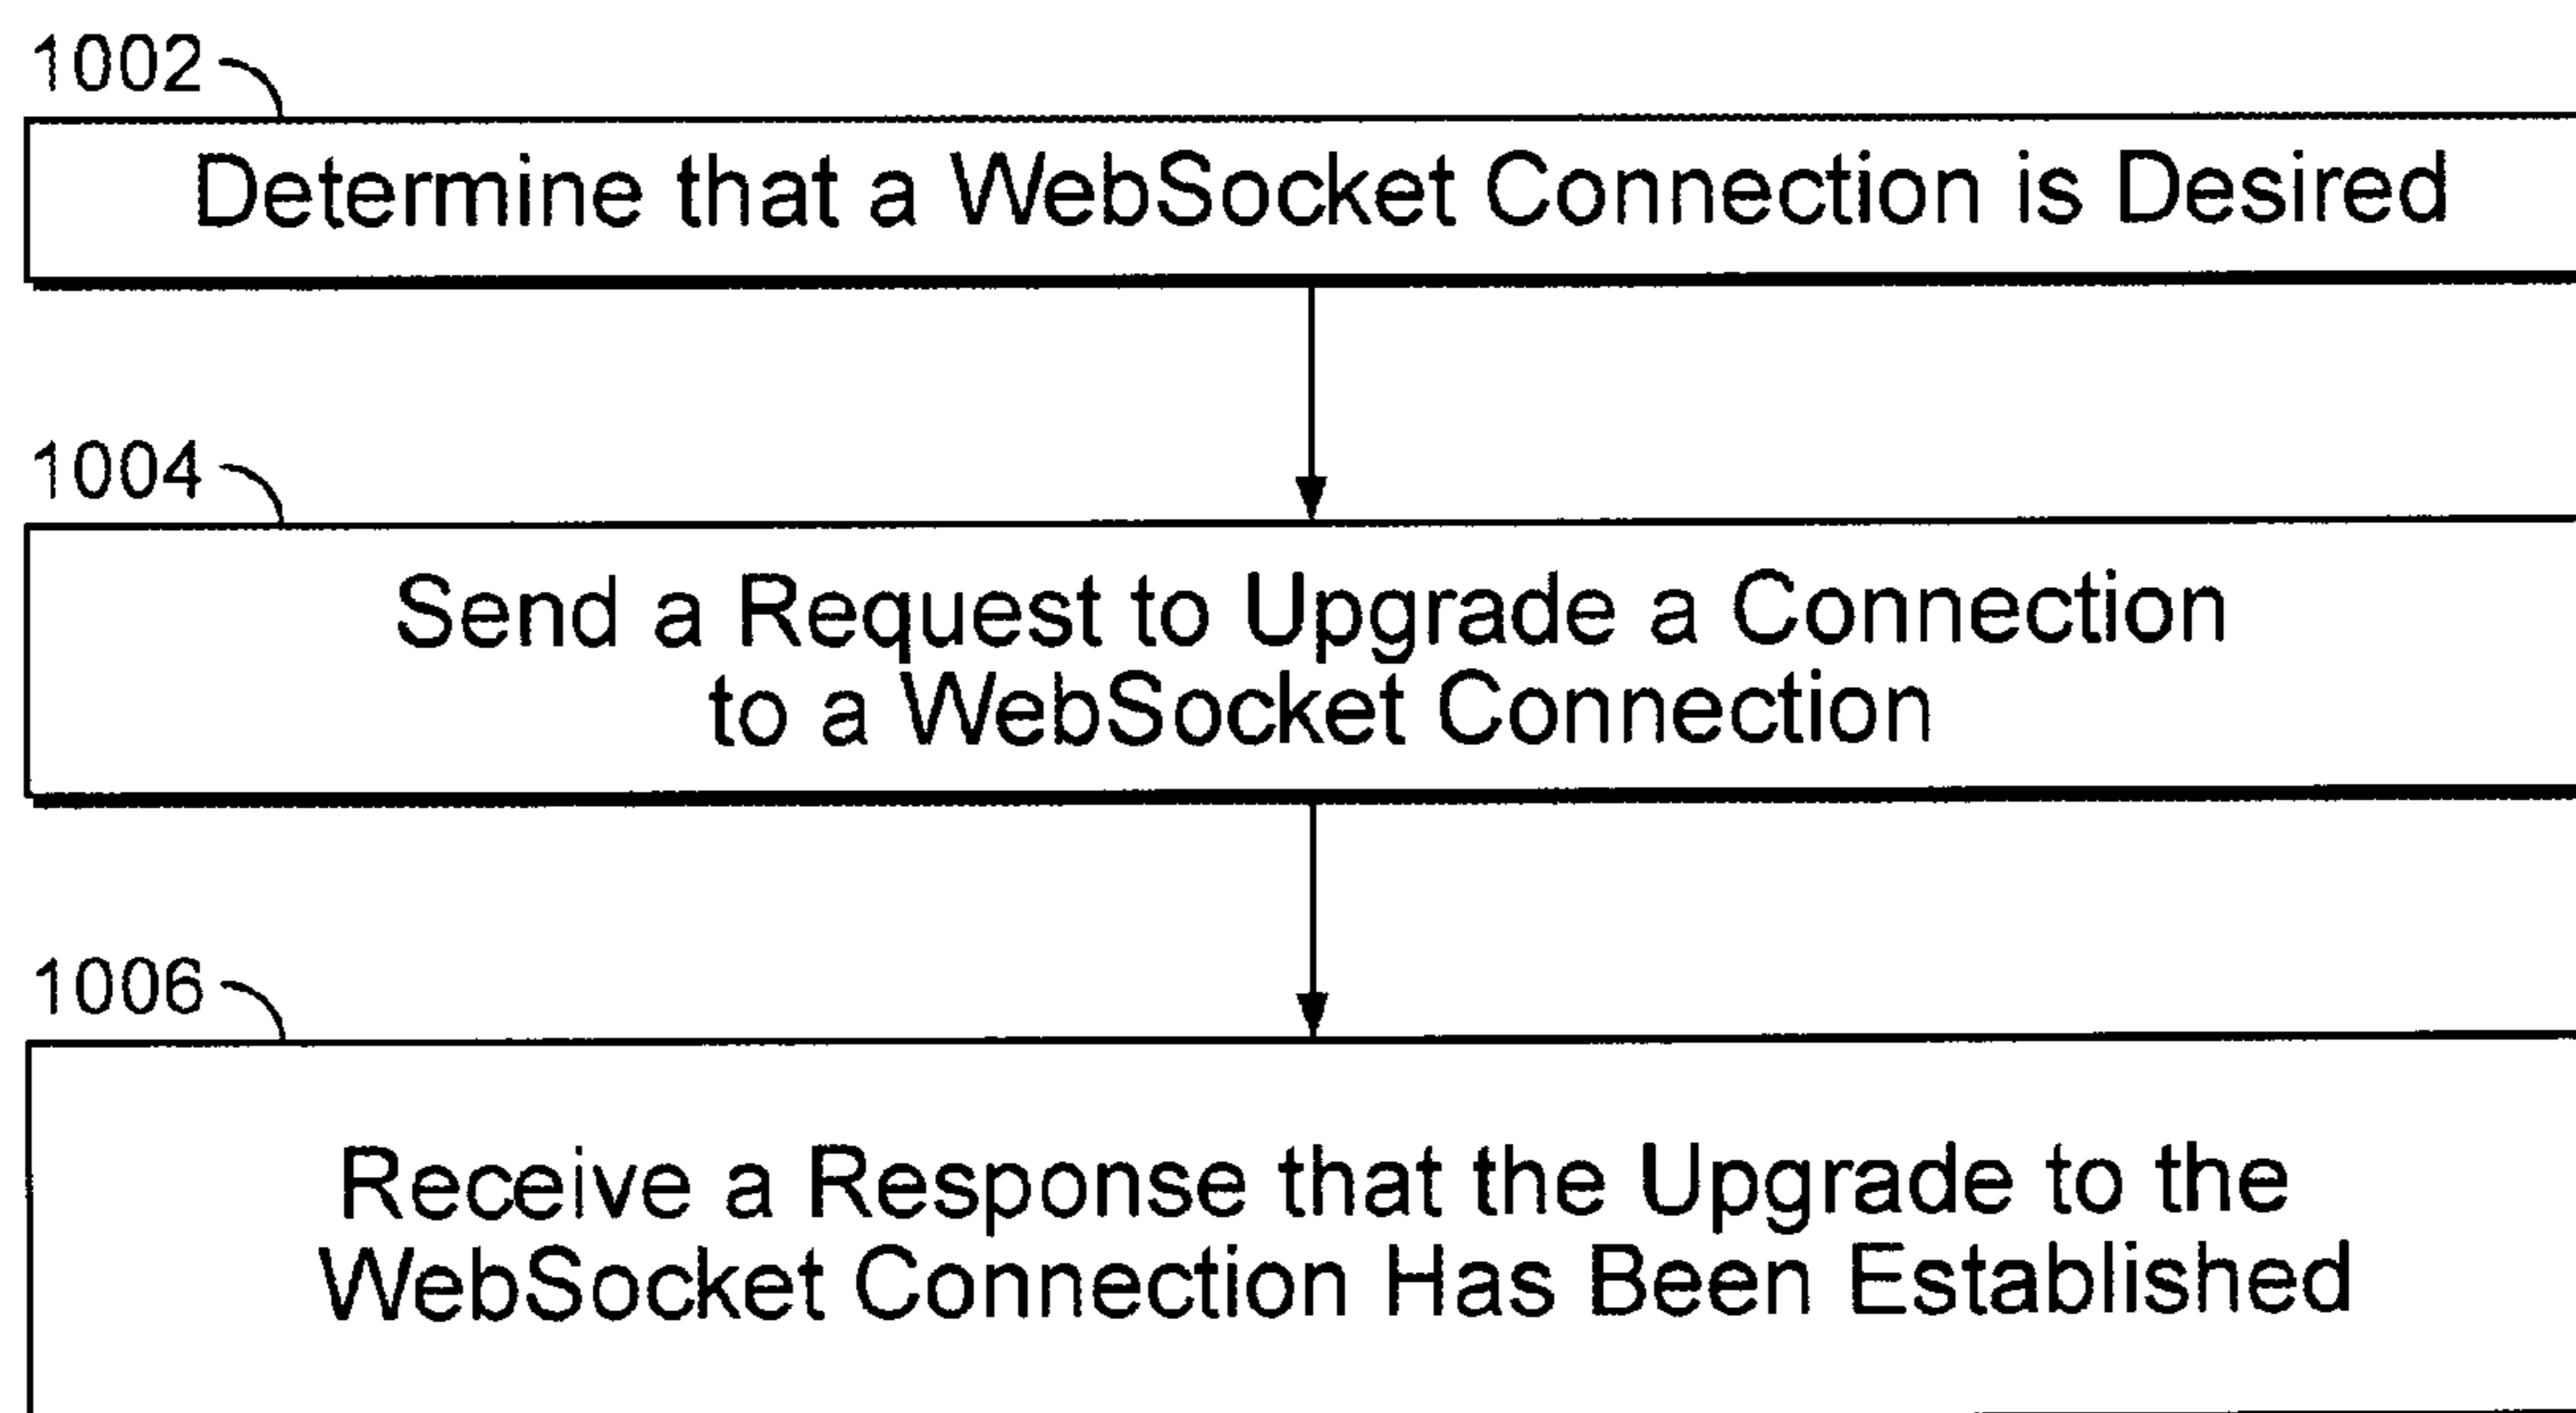 1002
Determine that a WebSocket Connection is Desired
1004
Send a Request to Upgrade a Connection
to a WebSocket Connection
1006
Receive a Response that the Upgrade to the
WebSocket Connection Has Been Established